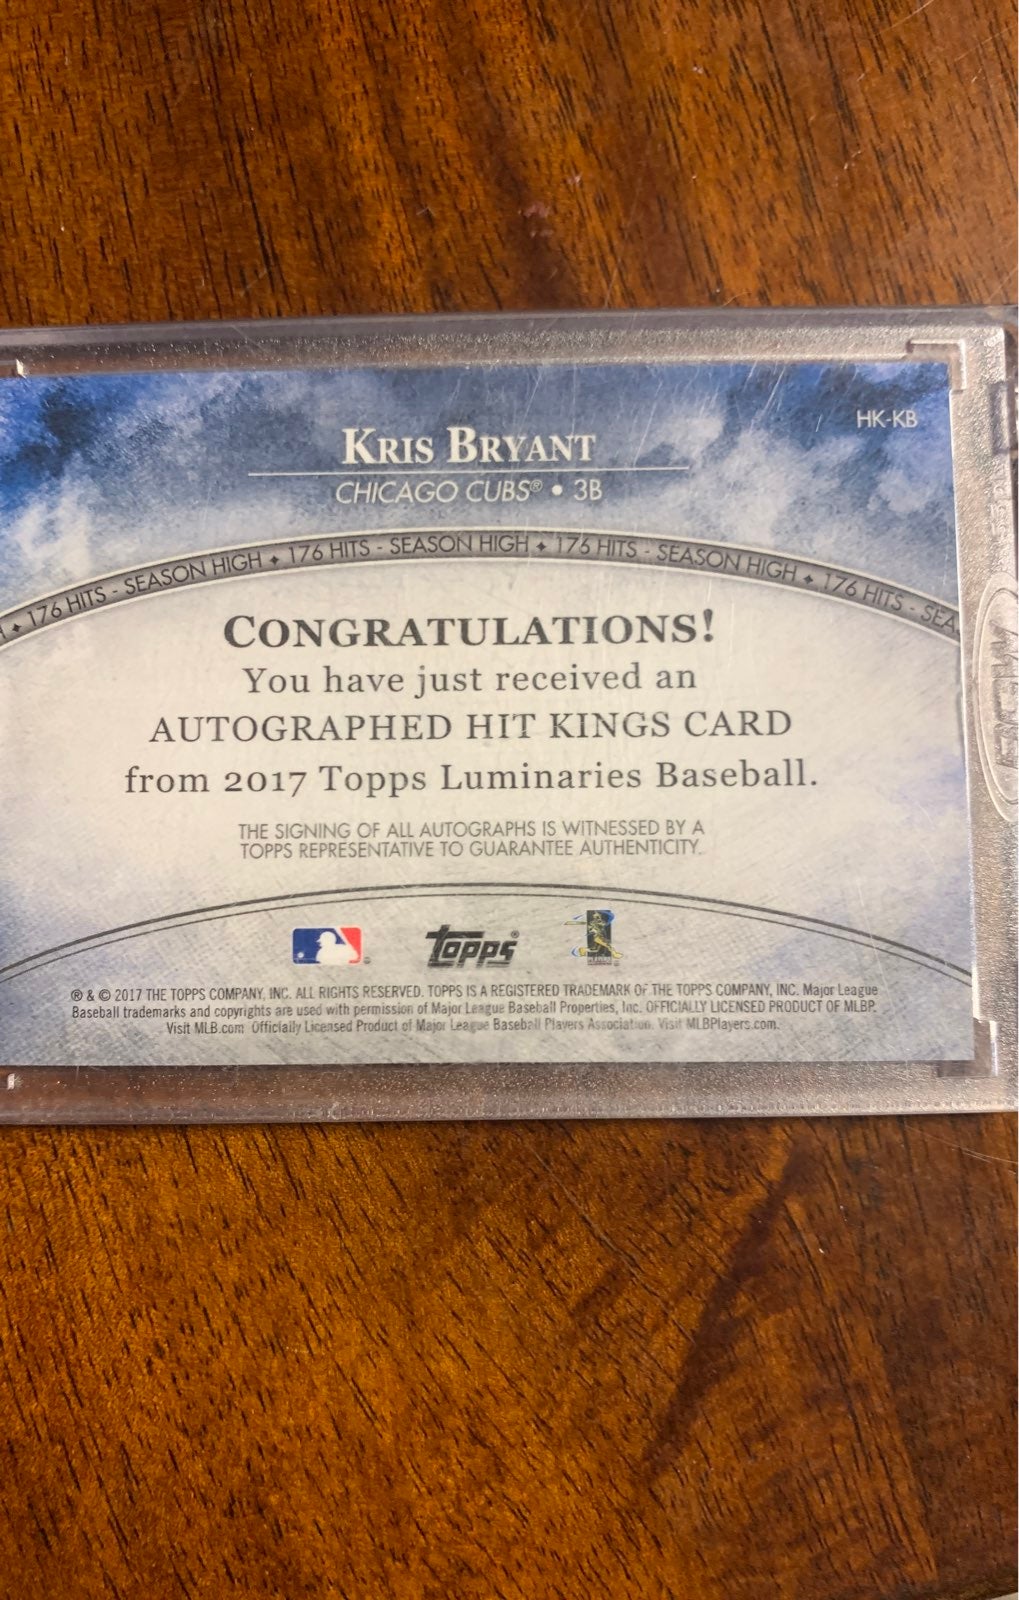 HK-KB
KRIS BRYANT
CHICAGO CUBS® • 3B
176 HITS - SEASON HIGH ✦ 176 HITS - SEASON HIGH ✦ 176 HITS - SEASON HIGH ✦ 176 HITS - SEA
CONGRATULATIONS!
You have just received an
AUTOGRAPHED HIT KINGS CARD
from 2017 Topps Luminaries Baseball.
THE SIGNING OF ALL AUTOGRAPHS IS WITNESSED BY A
TOPPS REPRESENTATIVE TO GUARANTEE AUTHENTICITY.
topps®
® & © 2017 THE TOPPS COMPANY, INC. ALL RIGHTS RESERVED. TOPPS IS A REGISTERED TRADEMARK OF THE TOPPS COMPANY, INC. Major League
Baseball trademarks and copyrights are used with permission of Major League Baseball Properties, Inc. OFFICIALLY LICENSED PRODUCT OF MLBP.
Visit MLB.com Officially Licensed Product of Major League Baseball Players Association. Visit MLBPlayers.com.